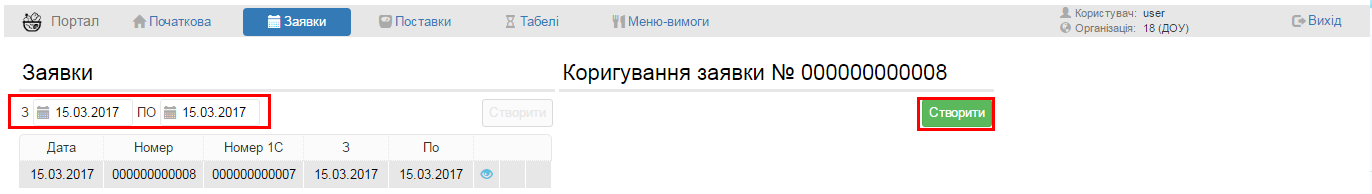 Портал Початкова Заявки Поставки Табелі Меню-вимоги Користувач: user Вихід
Організація: 18 (ДОУ)
Заявки
Коригування заявки № 000000000008
З 15.03.2017 ПО 15.03.2017 Створити
Створити
Дата Номер Номер 1С З По
15.03.2017 000000000008 000000000007 15.03.2017 15.03.2017